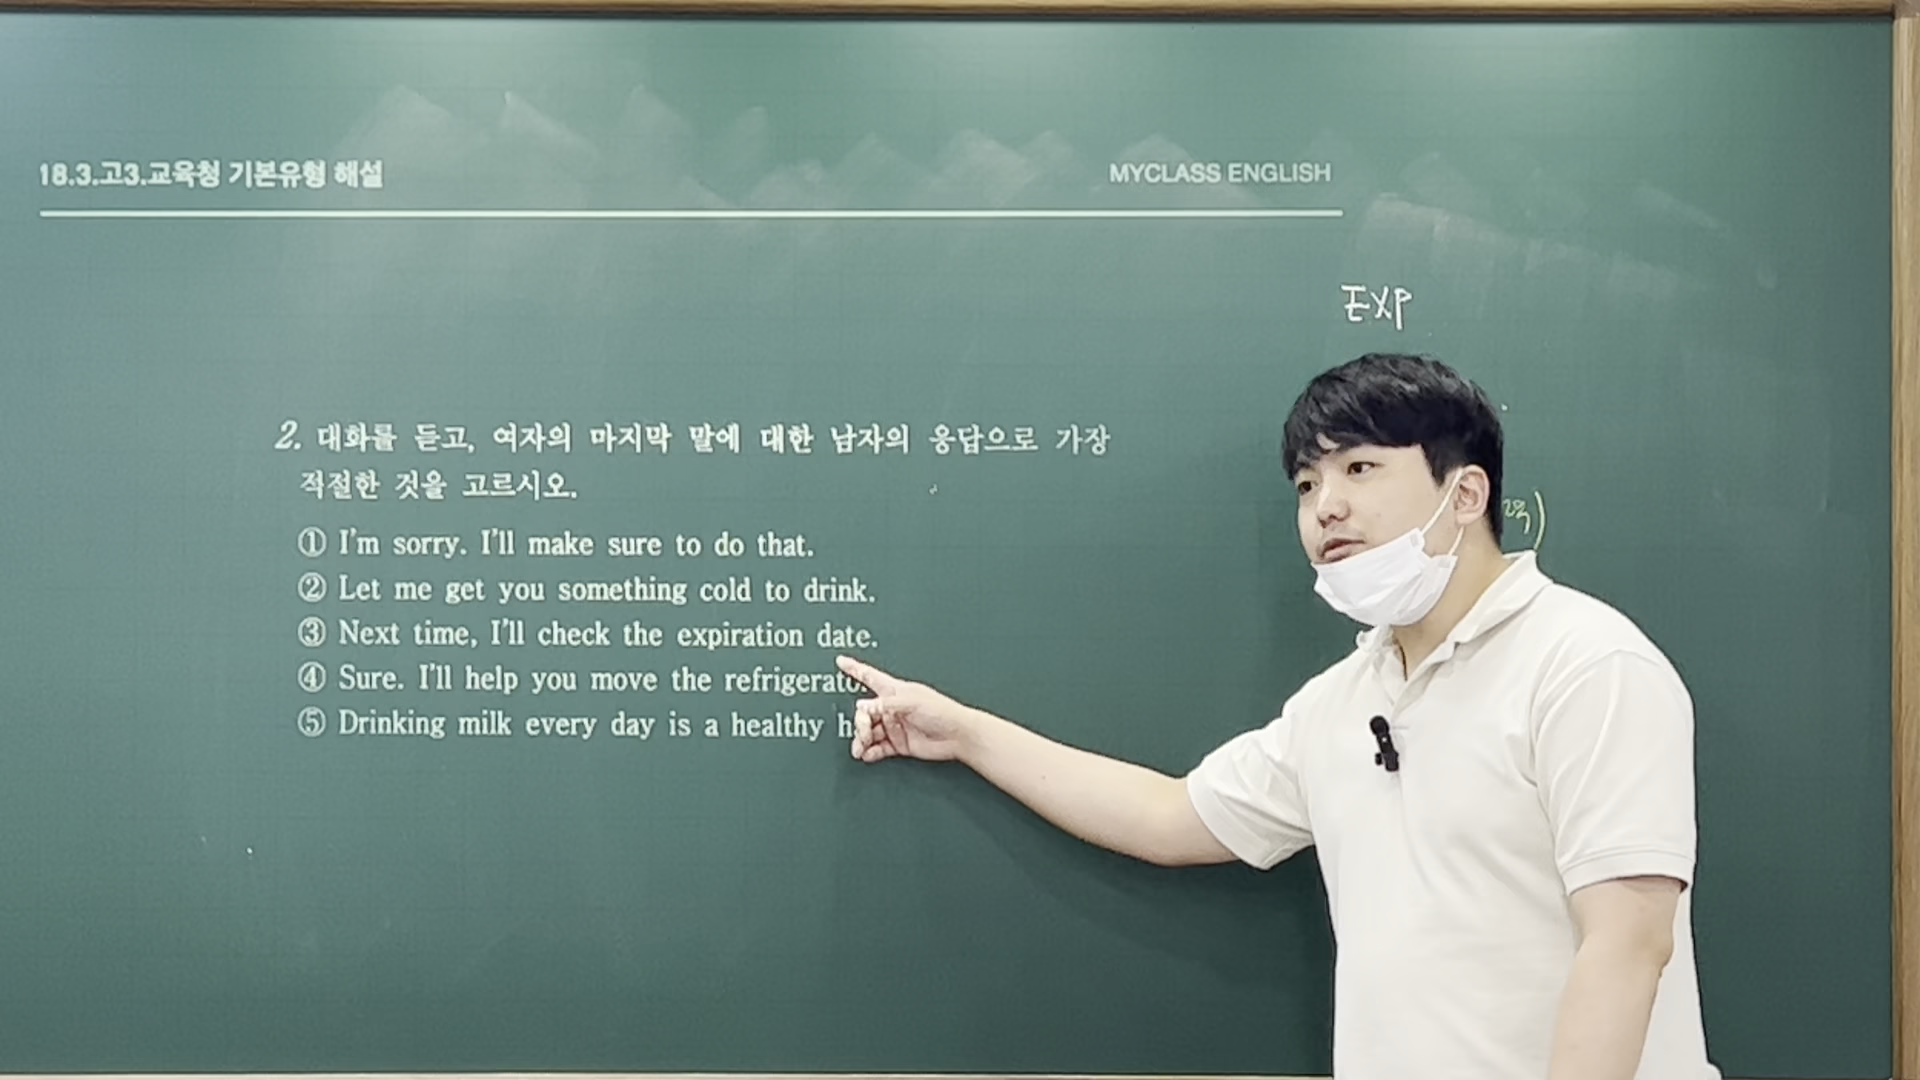 18.3.고3.교육청 기본유형 해설
MYCLASS ENGLISH
EXP
2. 대화를 듣고, 여자의 마지막 말에 대한 남자의 응답으로 가장
적절한 것을 고르시오.
① I'm sorry. I'll make sure to do that.
② Let me get you something cold to drink.
③ Next time, I'll check the expiration date.
④ Sure. I'll help you move the
⑤ Drinking milk every day is a healthy